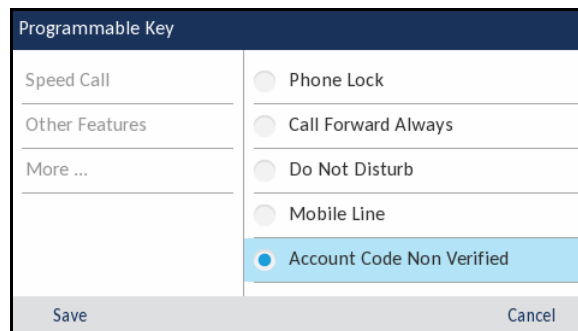 Programmable Key
Speed Call
Other Features
More ...
Phone Lock
Call Forward Always
Do Not Disturb
Mobile Line
Account Code Non Verified
Save
Cancel